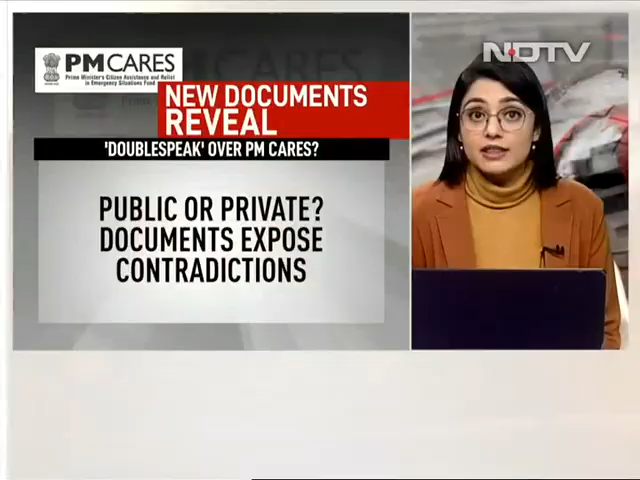 PM CARES
Prime Minister's Citizen Assistance and Relief
in Emergency Situations Fund
NDTV
NEW DOCUMENTS
REVEAL
'DOUBLESPEAK' OVER PM CARES?
PUBLIC OR PRIVATE?
DOCUMENTS EXPOSE
CONTRADICTIONS